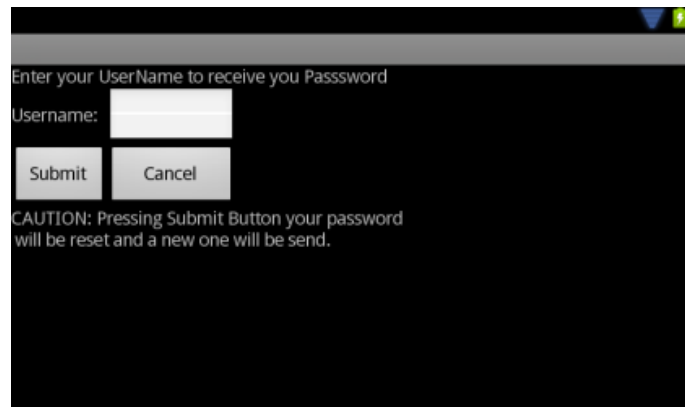 Enter your UserName to receive you Passsword
Username:
Submit Cancel
CAUTION: Pressing Submit Button your password
will be reset and a new one will be send.